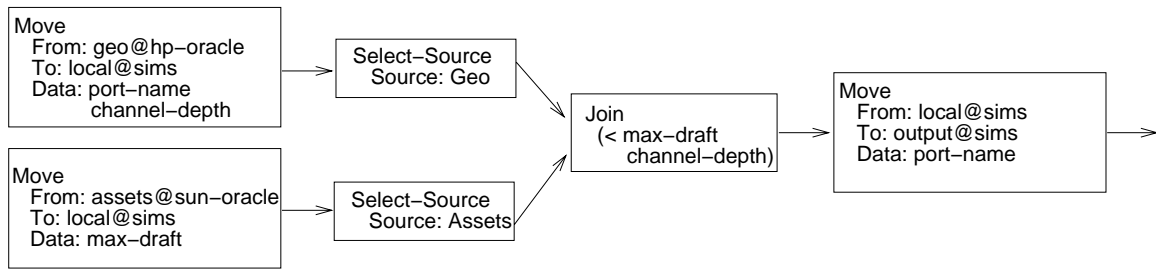 Move
From: geo@hp−oracle
To: local@sims
Data: port−name
channel−depth
Select−Source
Source: Geo
Move
From: assets@sun−oracle
To: local@sims
Data: max−draft
Select−Source
Source: Assets
Join
(< max−draft
channel−depth)
Move
From: local@sims
To: output@sims
Data: port−name